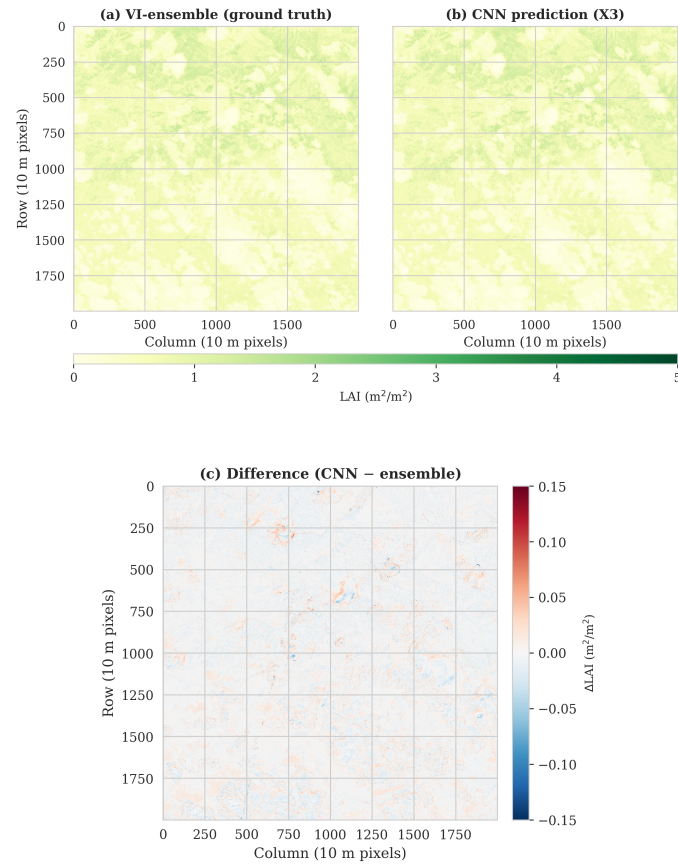 (a) VI-ensemble (ground truth)
(b) CNN prediction (X3)
0
250
500
750
1000
1250
1500
1750
Row (10 m pixels)
0 500 1000 1500
0 500 1000 1500
Column (10 m pixels)
Column (10 m pixels)
0 1 2 3 4 5
LAI (m²/m²)
(c) Difference (CNN − ensemble)
0
250
500
750
1000
1250
1500
1750
Row (10 m pixels)
0 250 500 750 1000 1250 1500 1750
Column (10 m pixels)
0.15
0.10
0.05
0.00
−0.05
−0.10
−0.15
ΔLAI (m²/m²)